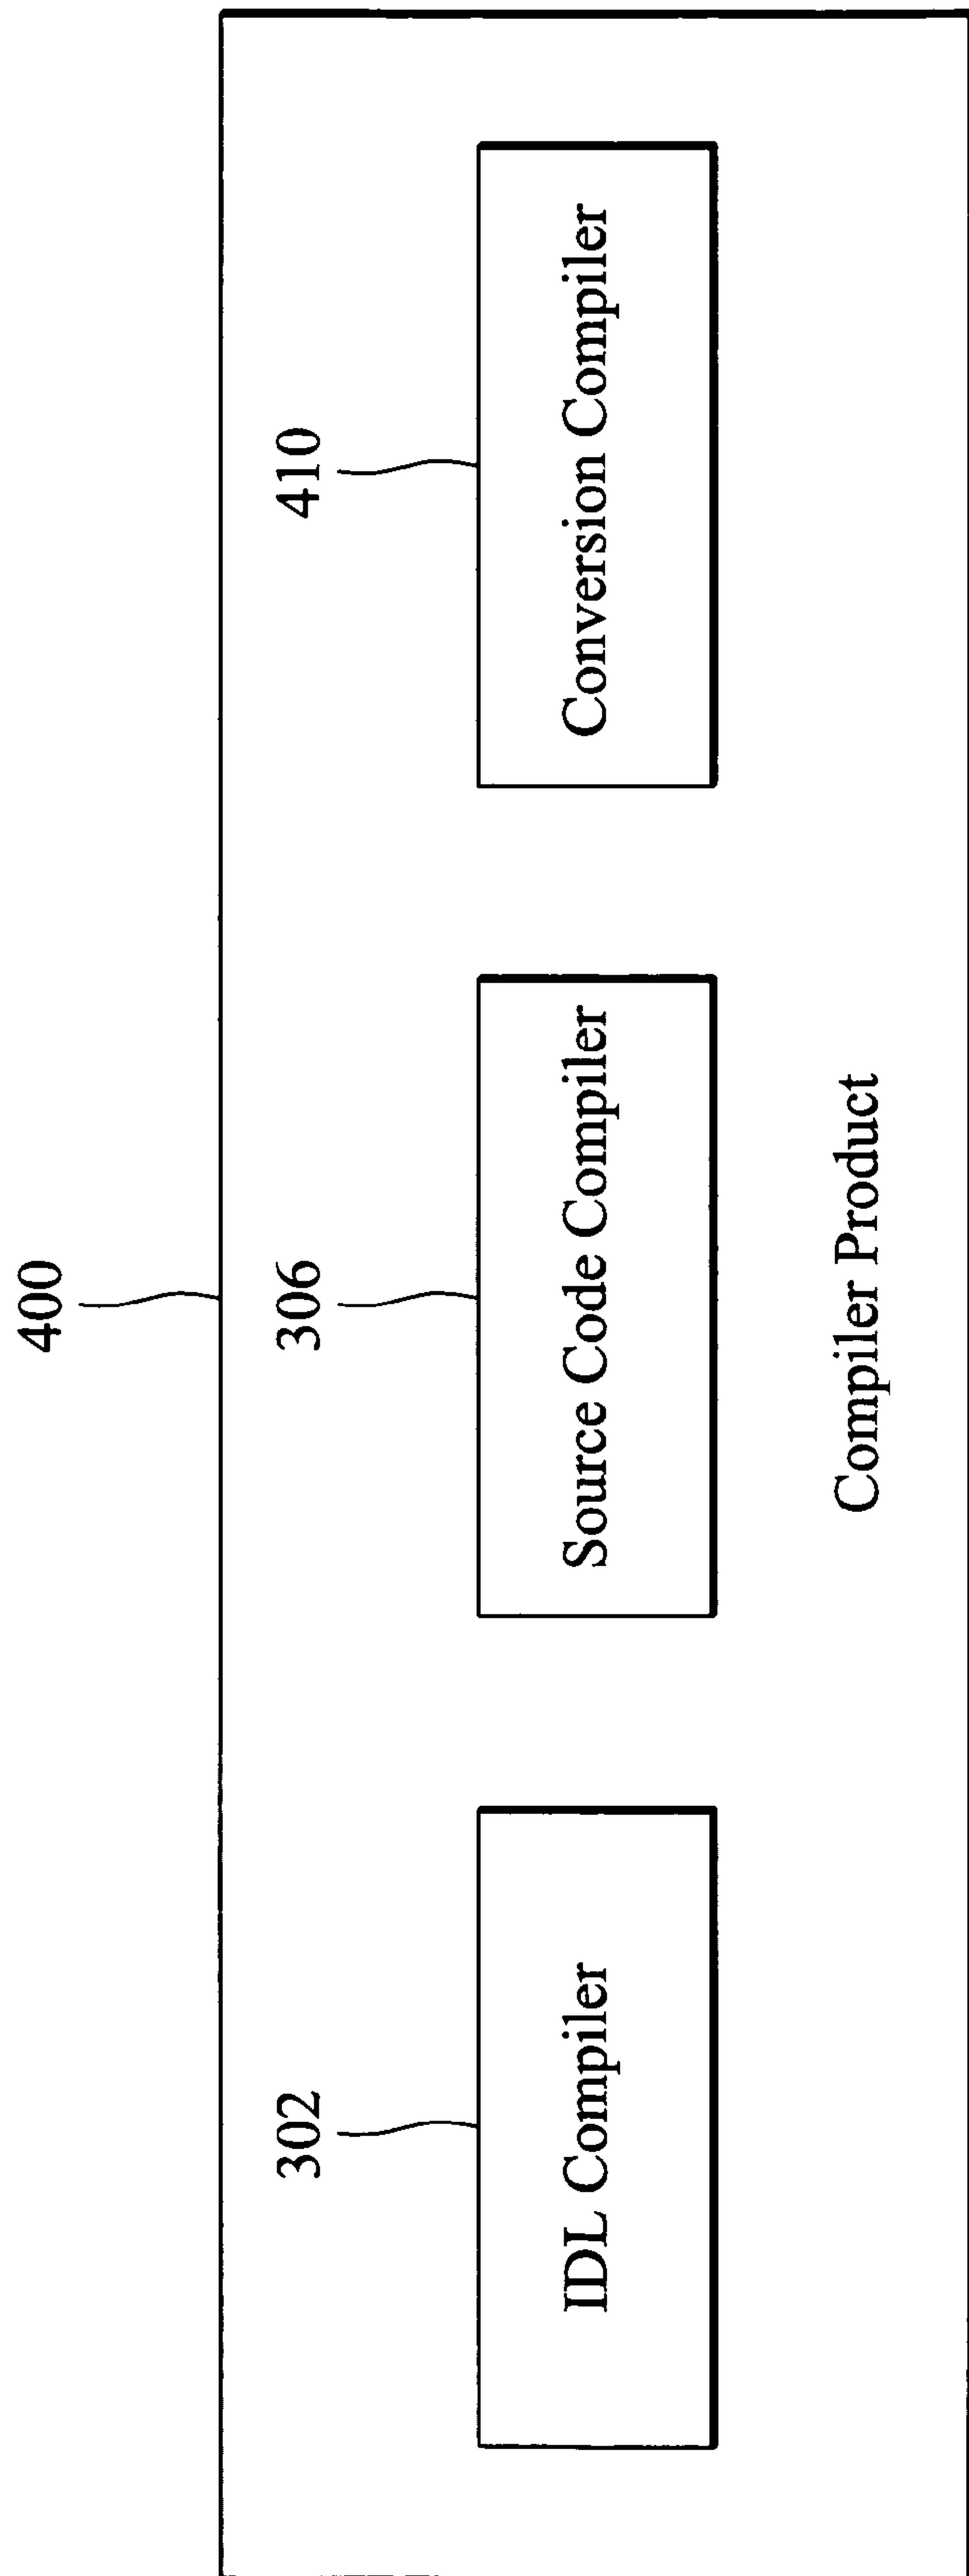 400
302
306
410
IDL Compiler
Source Code Compiler
Conversion Compiler
Compiler Product